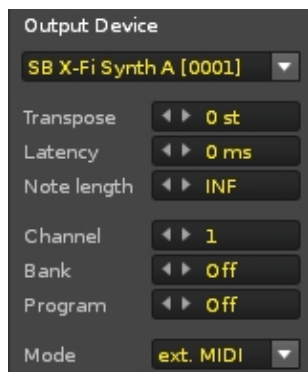 Output Device
SB X-Fi Synth A [0001]
Transpose 0 st
Latency 0 ms
Note length INF
Channel 1
Bank Off
Program Off
Mode ext. MIDI